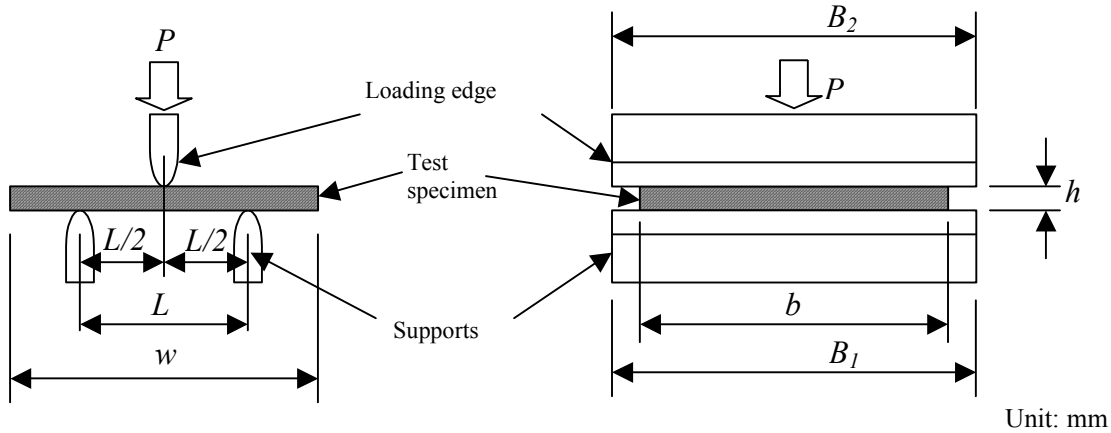 P
Loading edge
Test
specimen
L/2 L/2
L
Supports
w
B2
P
h
b
B1
Unit: mm